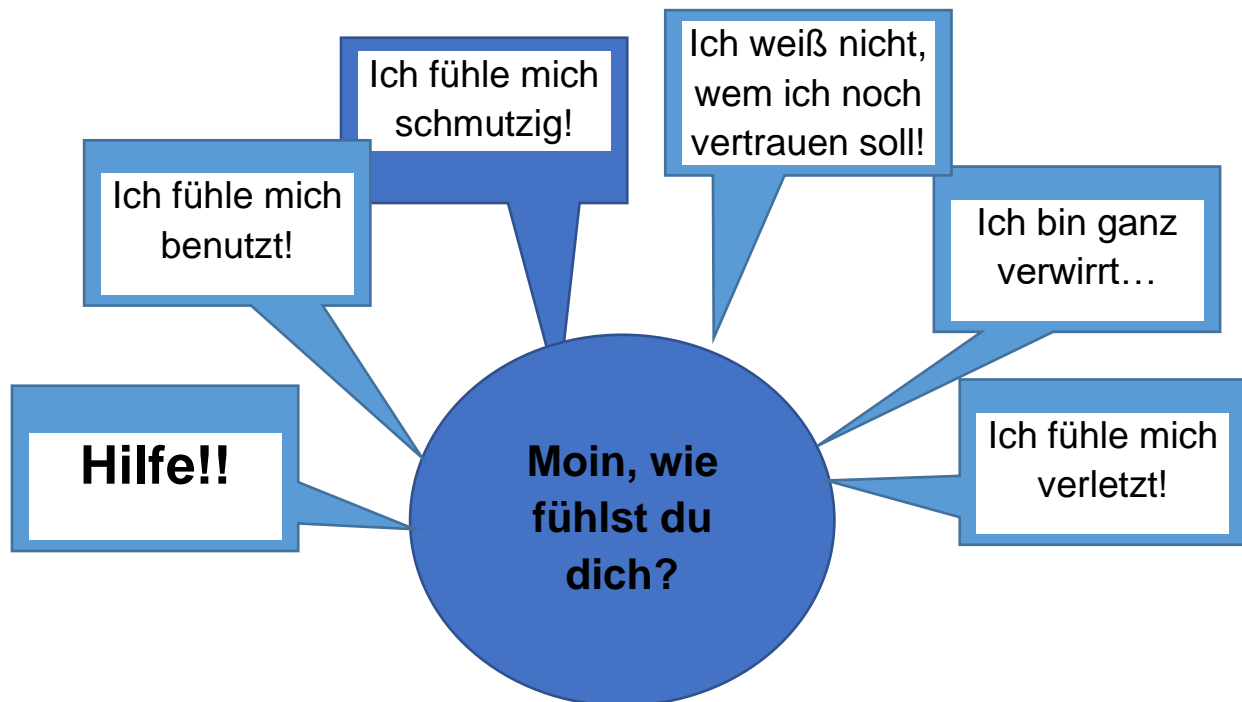 Ich weiß nicht,
wem ich noch
vertrauen soll!
Ich fühle mich
schmutzig!
Ich fühle mich
benutzt!
Ich bin ganz
verwirrt…
Hilfe!!
Ich fühle mich
verletzt!
Moin, wie
fühlst du
dich?